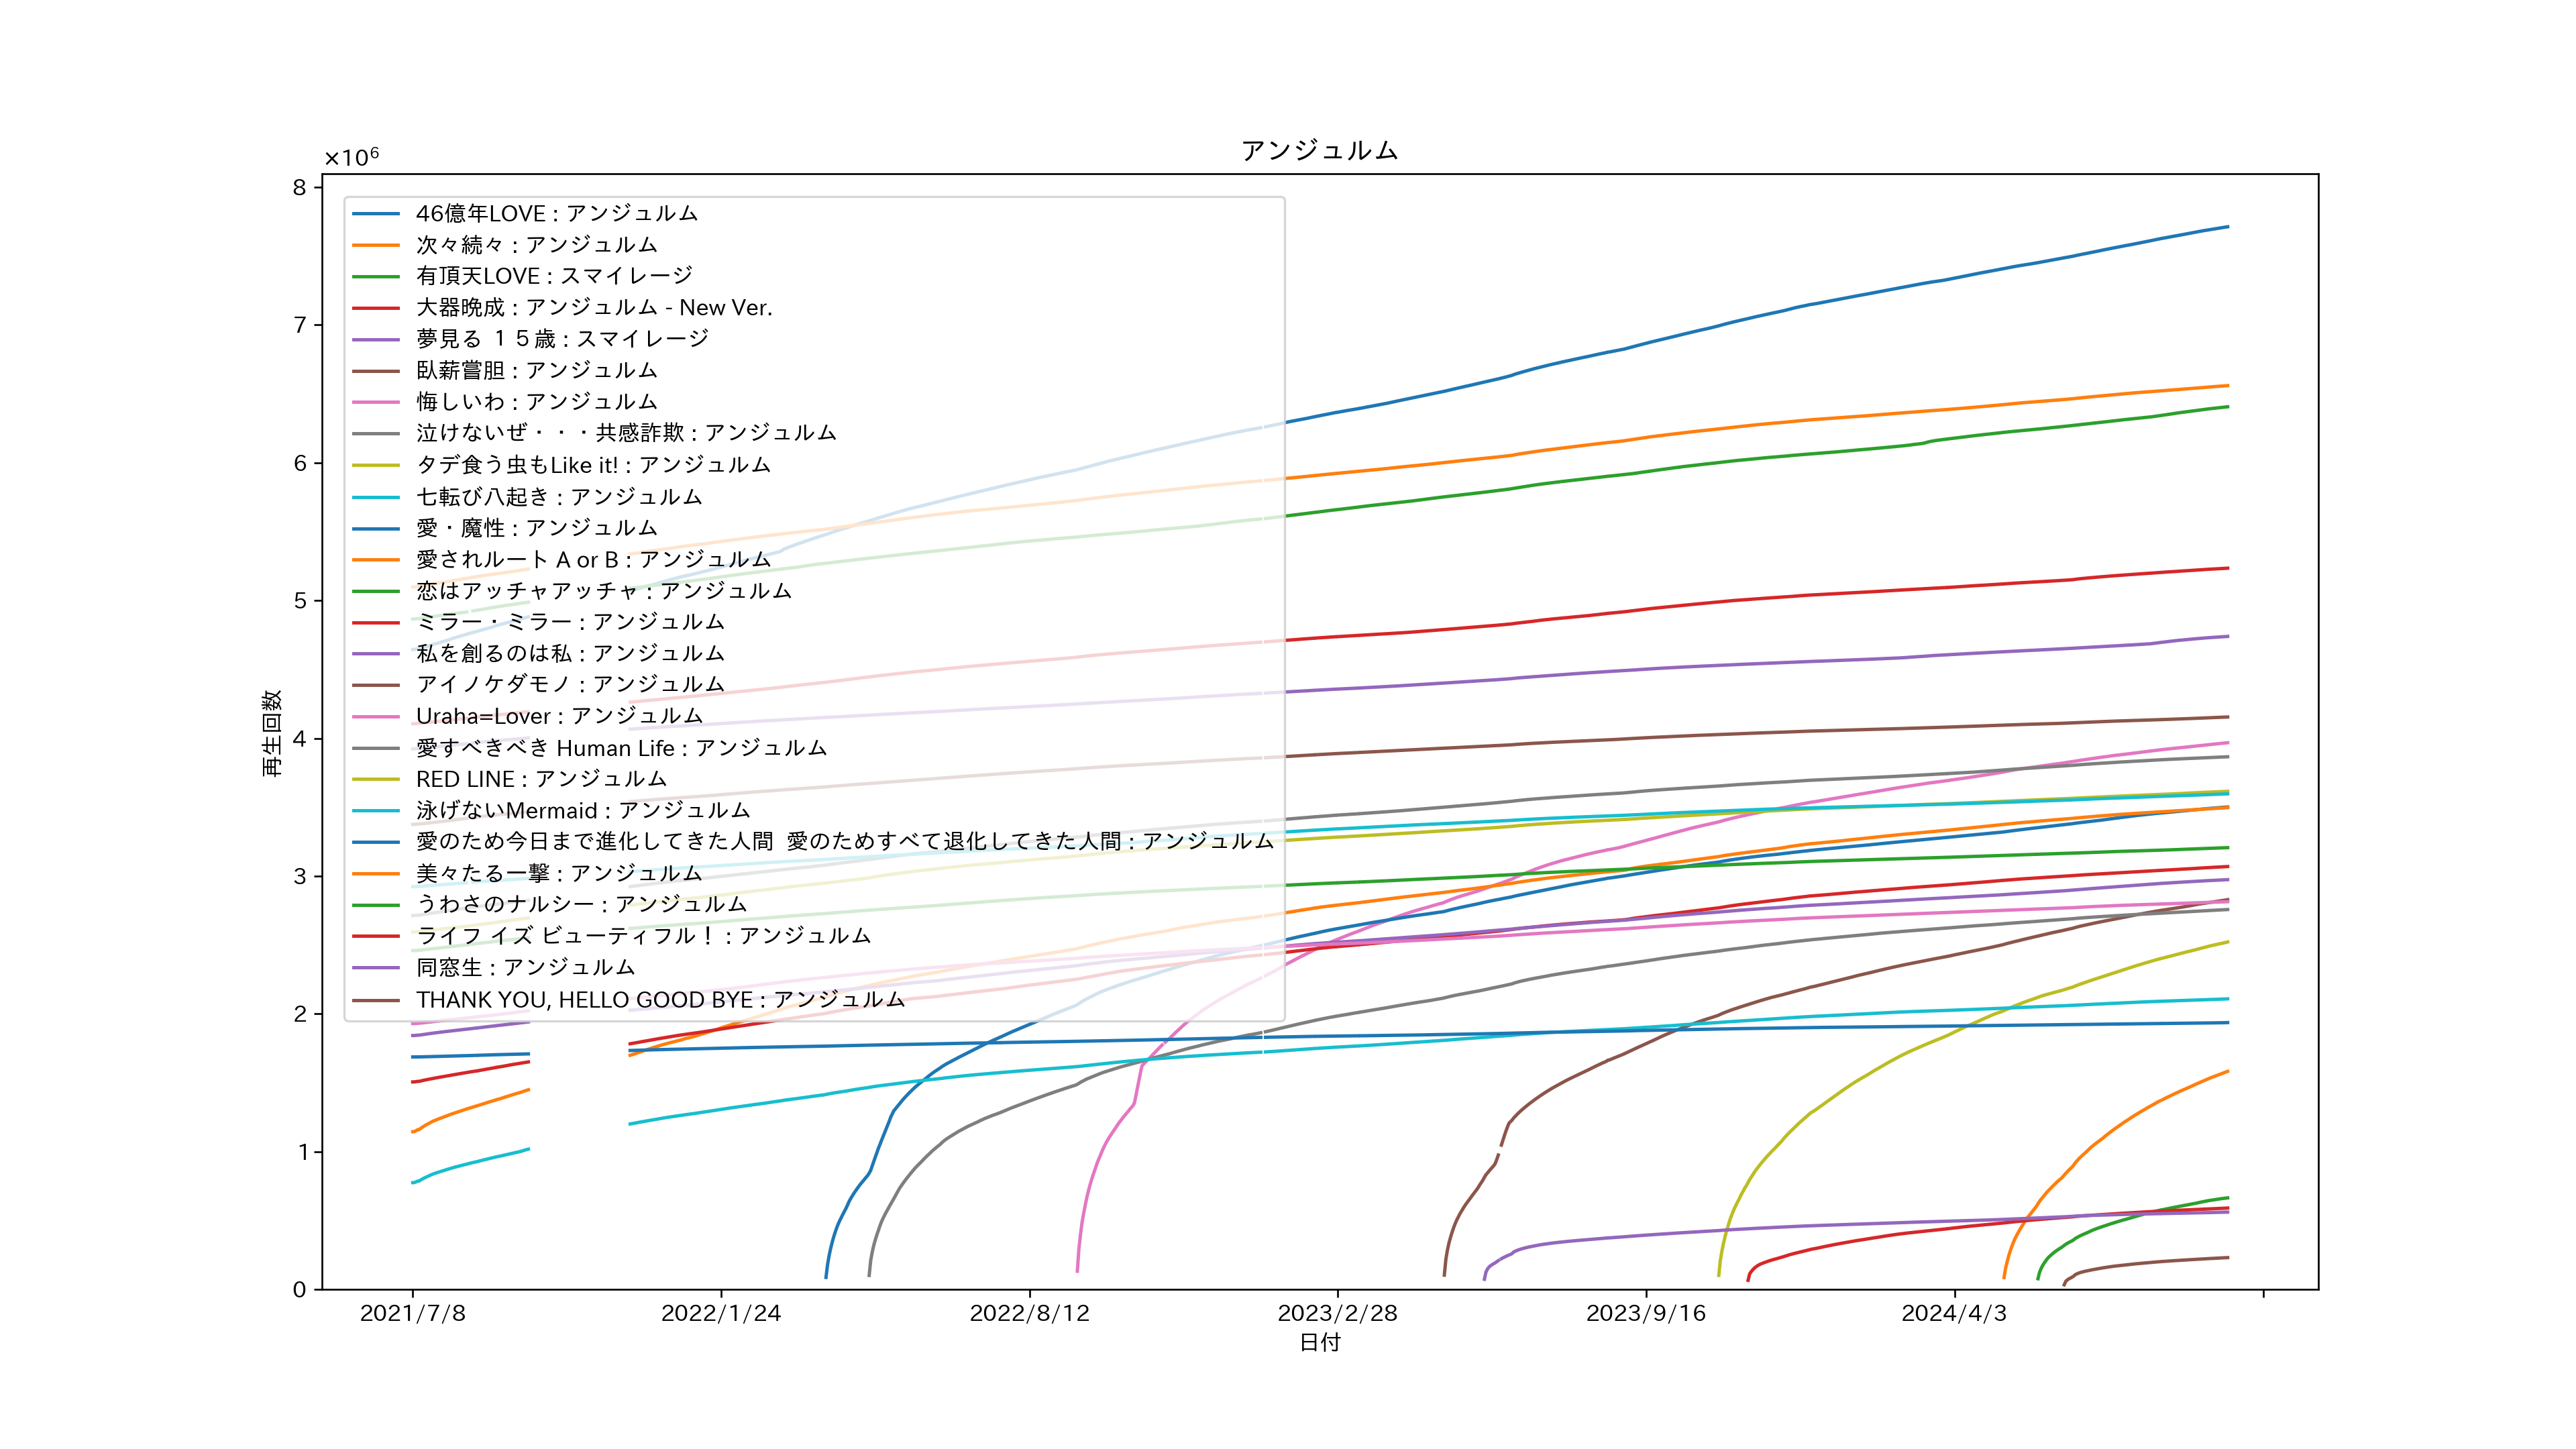 アンジュルム
×10⁶
8
7
6
5
4
3
2
1
0
再生回数
46億年LOVE : アンジュルム
次々続々 : アンジュルム
有頂天LOVE : スマイレージ
大器晩成 : アンジュルム - New Ver.
夢見る １５歳 : スマイレージ
臥薪嘗胆 : アンジュルム
悔しいわ : アンジュルム
泣けないぜ・・・共感詐欺 : アンジュルム
タデ食う虫もLike it! : アンジュルム
七転び八起き : アンジュルム
愛・魔性 : アンジュルム
愛されルート A or B : アンジュルム
恋はアッチャアッチャ : アンジュルム
ミラー・ミラー : アンジュルム
私を創るのは私 : アンジュルム
アイノケダモノ : アンジュルム
Uraha=Lover : アンジュルム
愛すべきべき Human Life : アンジュルム
RED LINE : アンジュルム
泳げないMermaid : アンジュルム
愛のため今日まで進化してきた人間  愛のためすべて退化してきた人間 : アンジュルム
美々たる一撃 : アンジュルム
うわさのナルシー : アンジュルム
ライフ イズ ビューティフル！ : アンジュルム
同窓生 : アンジュルム
THANK YOU, HELLO GOOD BYE : アンジュルム
2021/7/8 2022/1/24 2022/8/12 2023/2/28 2023/9/16 2024/4/3
日付